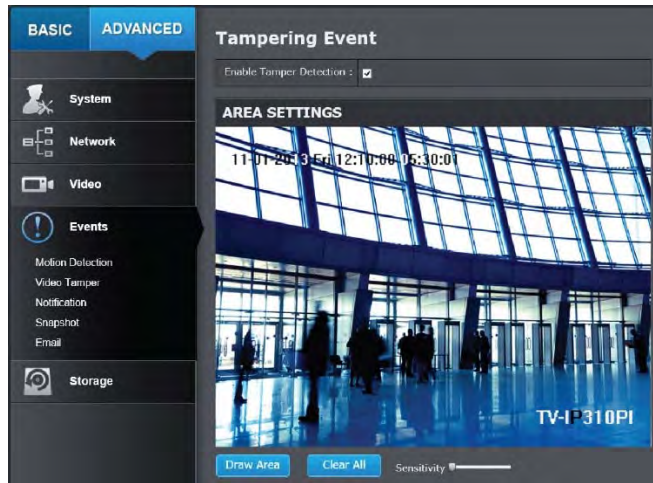 BASIC
ADVANCED
System
Network
Video
Events
Motion Detection
Video Tamper
Notification
Snapshot
Email
Storage
Tampering Event
Enable Tamper Detection :
AREA SETTINGS
11-01-2013 Fri 12:10:08 05:30:01
TV-IP310PI
Draw Area
Clear All
Sensitivity